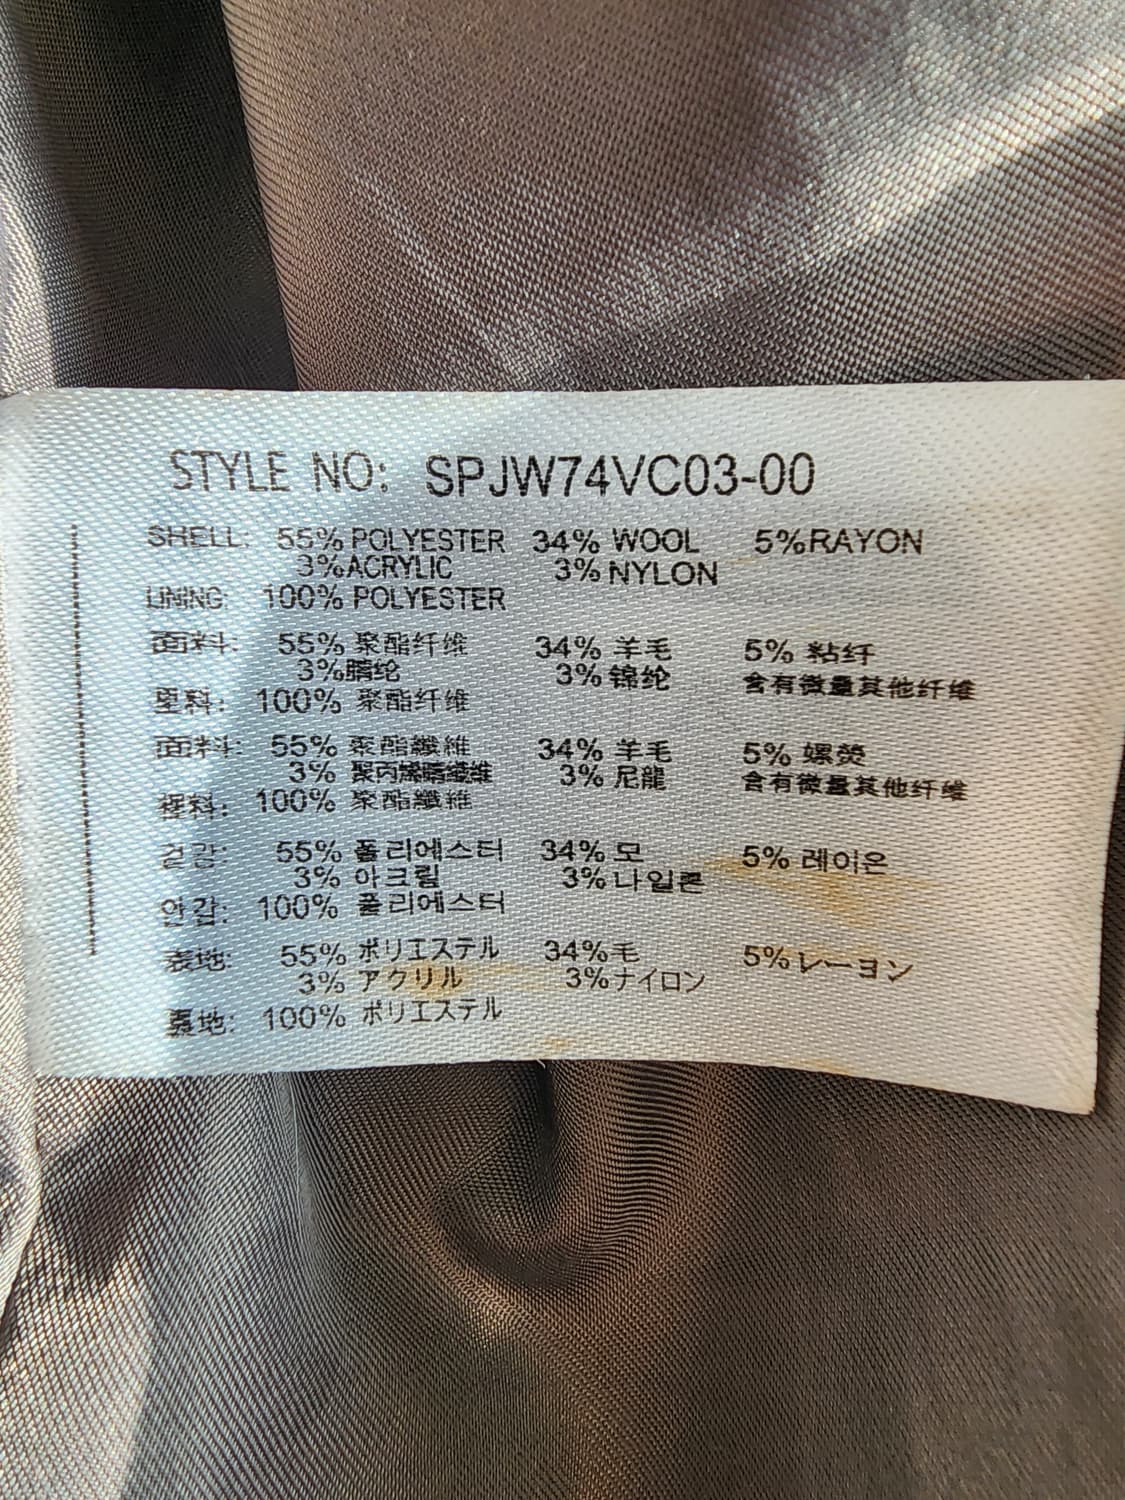 STYLE NO: SPJW74VC03-00
SHELL: 55% POLYESTER 34% WOOL 5%RAYON
3%ACRYLIC 3%NYLON
LINING: 100% POLYESTER
面料: 55% 聚酯纤维 34% 羊毛 5% 粘纤
3%腈纶 3%锦纶 含有微量其他纤维
里料: 100% 聚酯纤维
面料: 55% 聚酯纖維 34% 羊毛 5% 嫘縈
3% 聚丙烯腈纖維 3% 尼龍 含有微量其他纤维
裡料: 100% 聚酯纖維
겉감: 55% 폴리에스터 34% 모 5% 레이온
3% 아크릴 3%나일론
안감: 100% 폴리에스터
表地: 55% ポリエステル 34%毛 5%レーヨン
3% アクリル 3%ナイロン
裏地: 100% ポリエステル